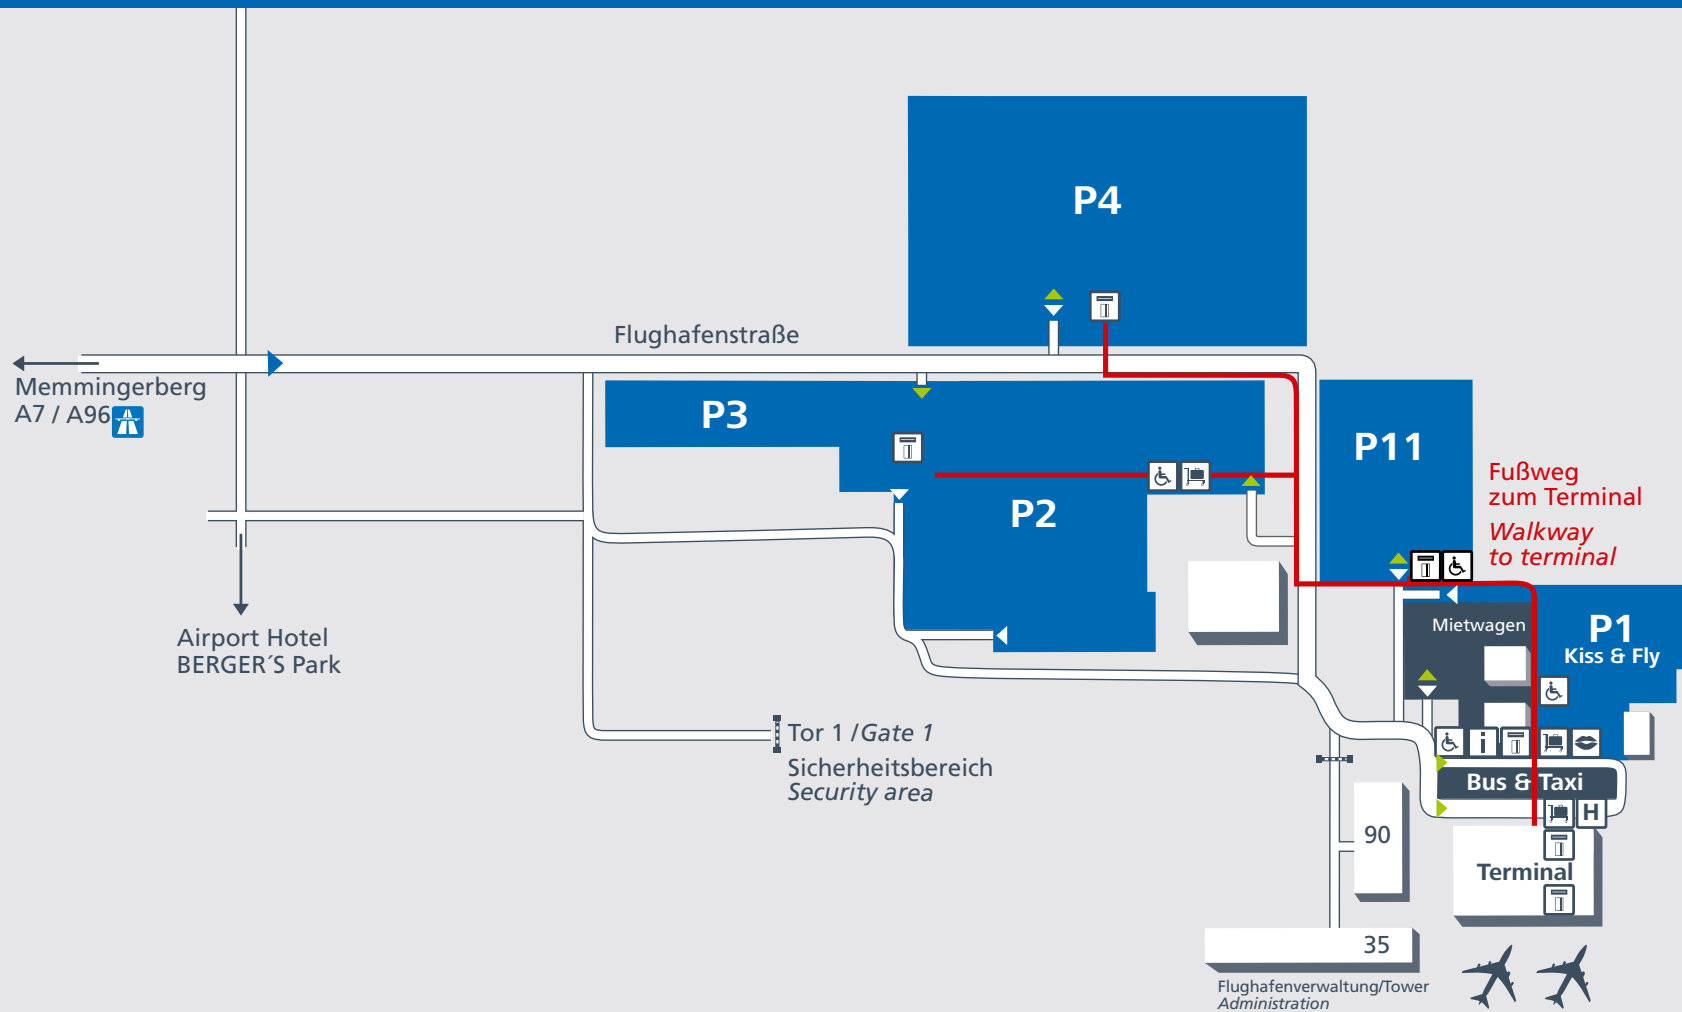 P4
Flughafenstraße
Memmingerberg
A7 / A96
P3
P11
P2
Fußweg
zum Terminal
Walkway
to terminal
Mietwagen
P1
Kiss & Fly
Airport Hotel
BERGER´S Park
Tor 1 /Gate 1
Sicherheitsbereich
Security area
i
Bus & Taxi
H
90
Terminal
35
Flughafenverwaltung/Tower
Administration